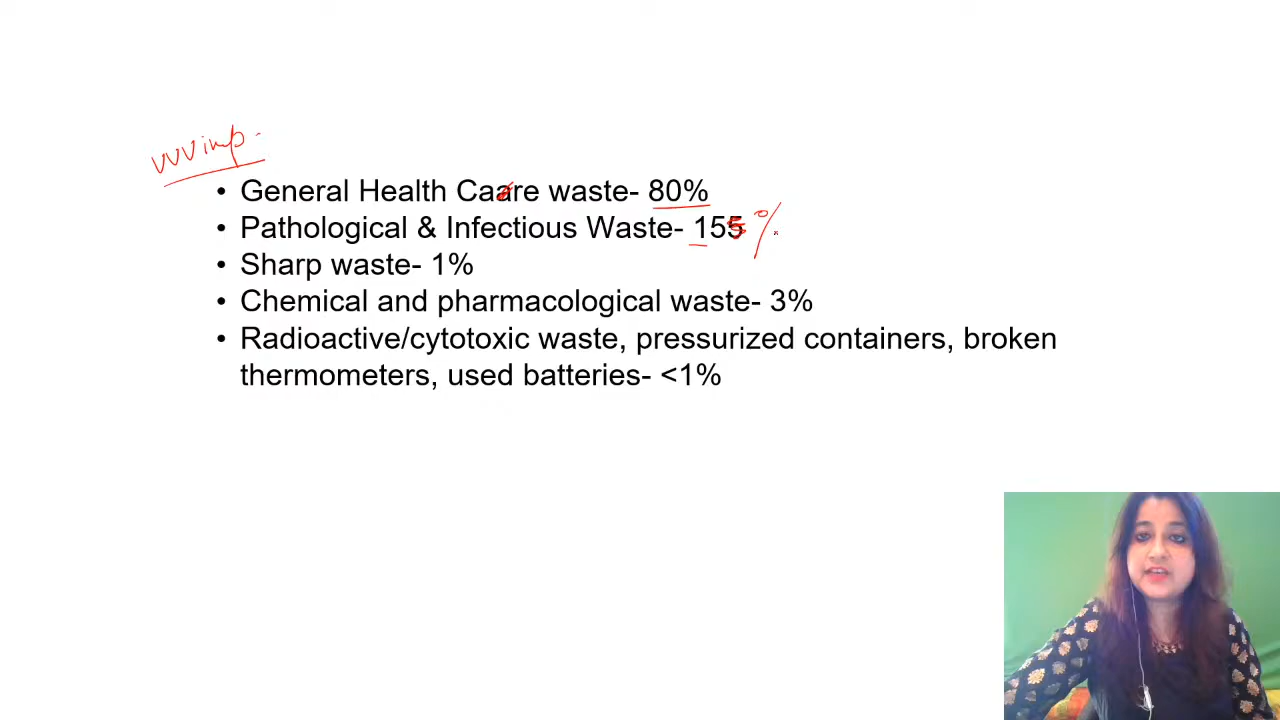 vvvimp.
• General Health Caare waste- 80%
• Pathological & Infectious Waste- 155 %
• Sharp waste- 1%
• Chemical and pharmacological waste- 3%
• Radioactive/cytotoxic waste, pressurized containers, broken
thermometers, used batteries- <1%